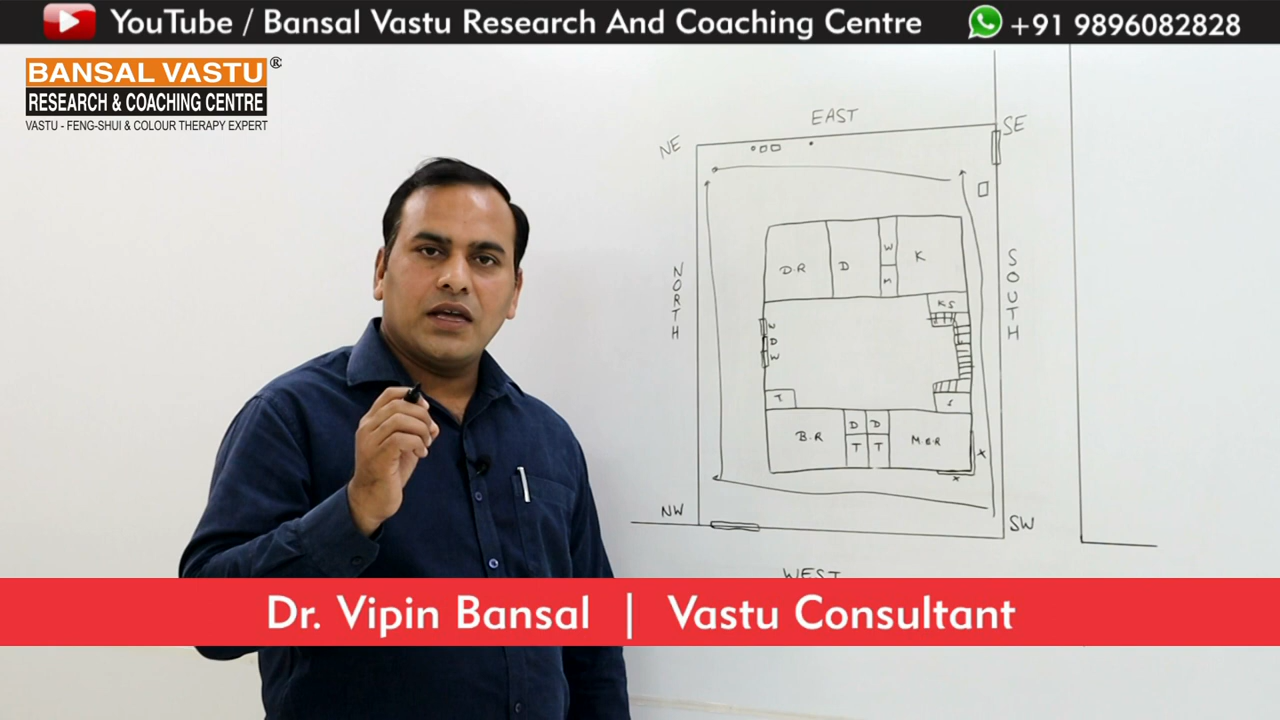 YouTube / Bansal Vastu Research And Coaching Centre
+91 9896082828
BANSAL VASTU ®
RESEARCH & COACHING CENTRE
VASTU - FENG-SHUI & COLOUR THERAPY EXPERT
EAST
NE
SE
D.R
D
W
M
K
NORTH
SOUTH
K S
W
D
W
T
S
B.R
D
D
T
T
M.B.R
x
x
NW
SW
WEST
Dr. Vipin Bansal | Vastu Consultant